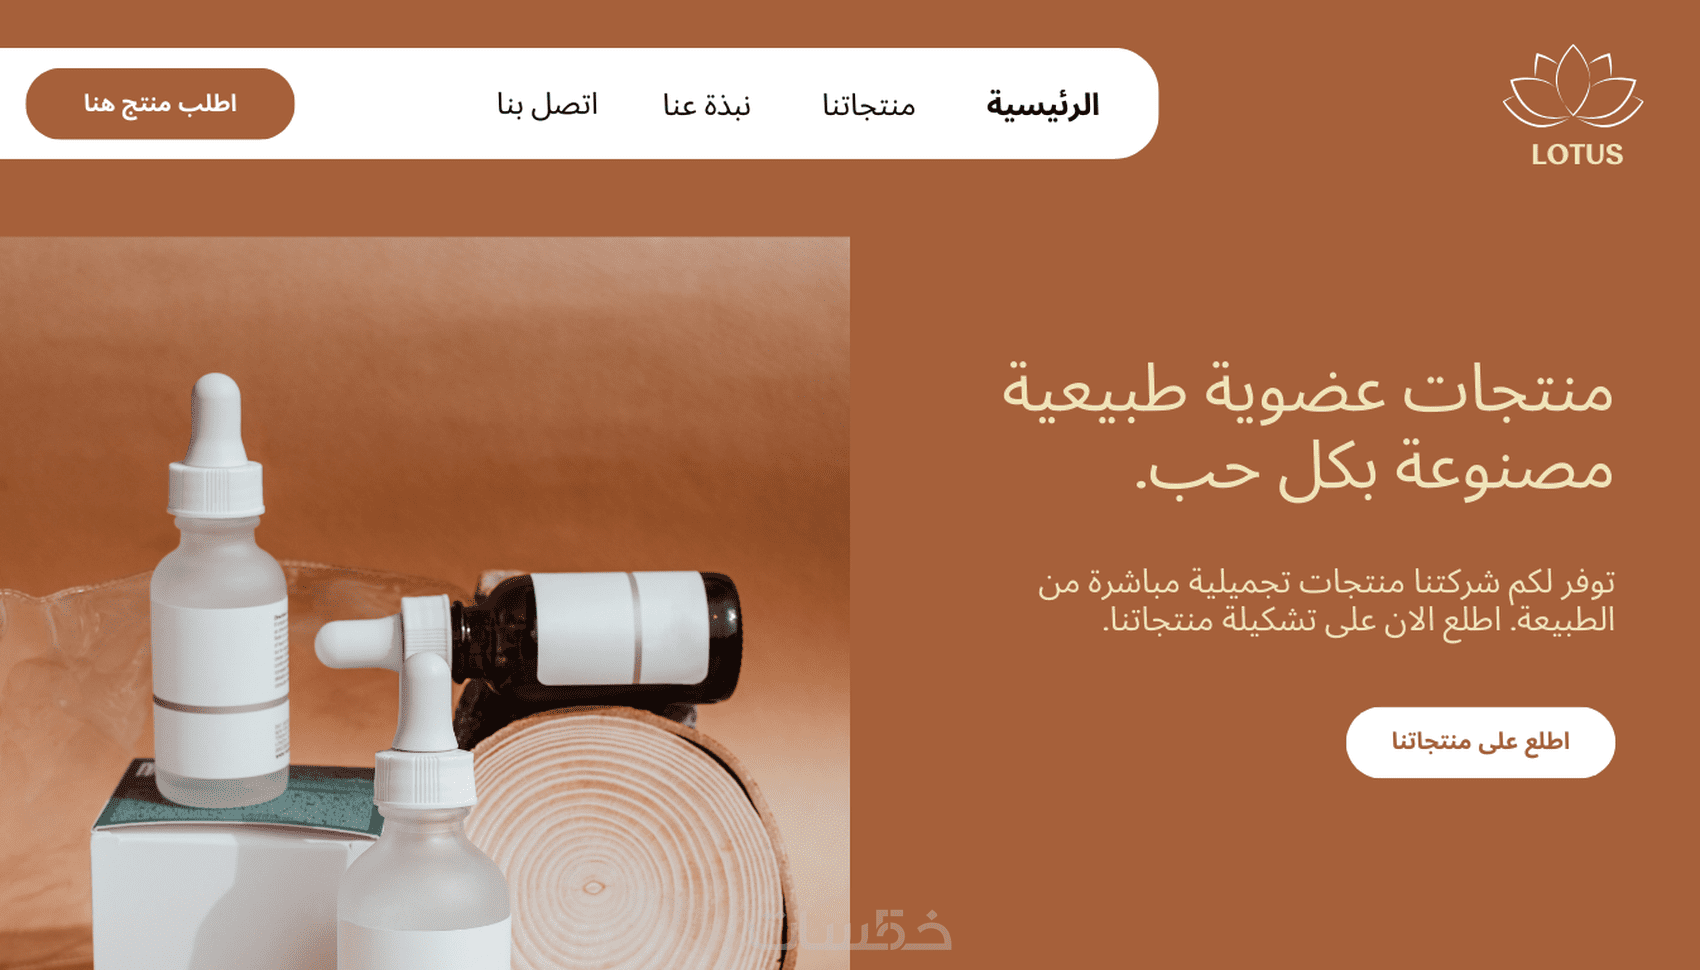 LOTUS
الرئيسية
منتجاتنا
نبذة عنا
اتصل بنا
اطلب منتج هنا
منتجات عضوية طبيعية
مصنوعة بكل حب.
توفر لكم شركتنا منتجات تجميلية مباشرة من
الطبيعة. اطلع الان على تشكيلة منتجاتنا.
اطلع على منتجاتنا
خمسات